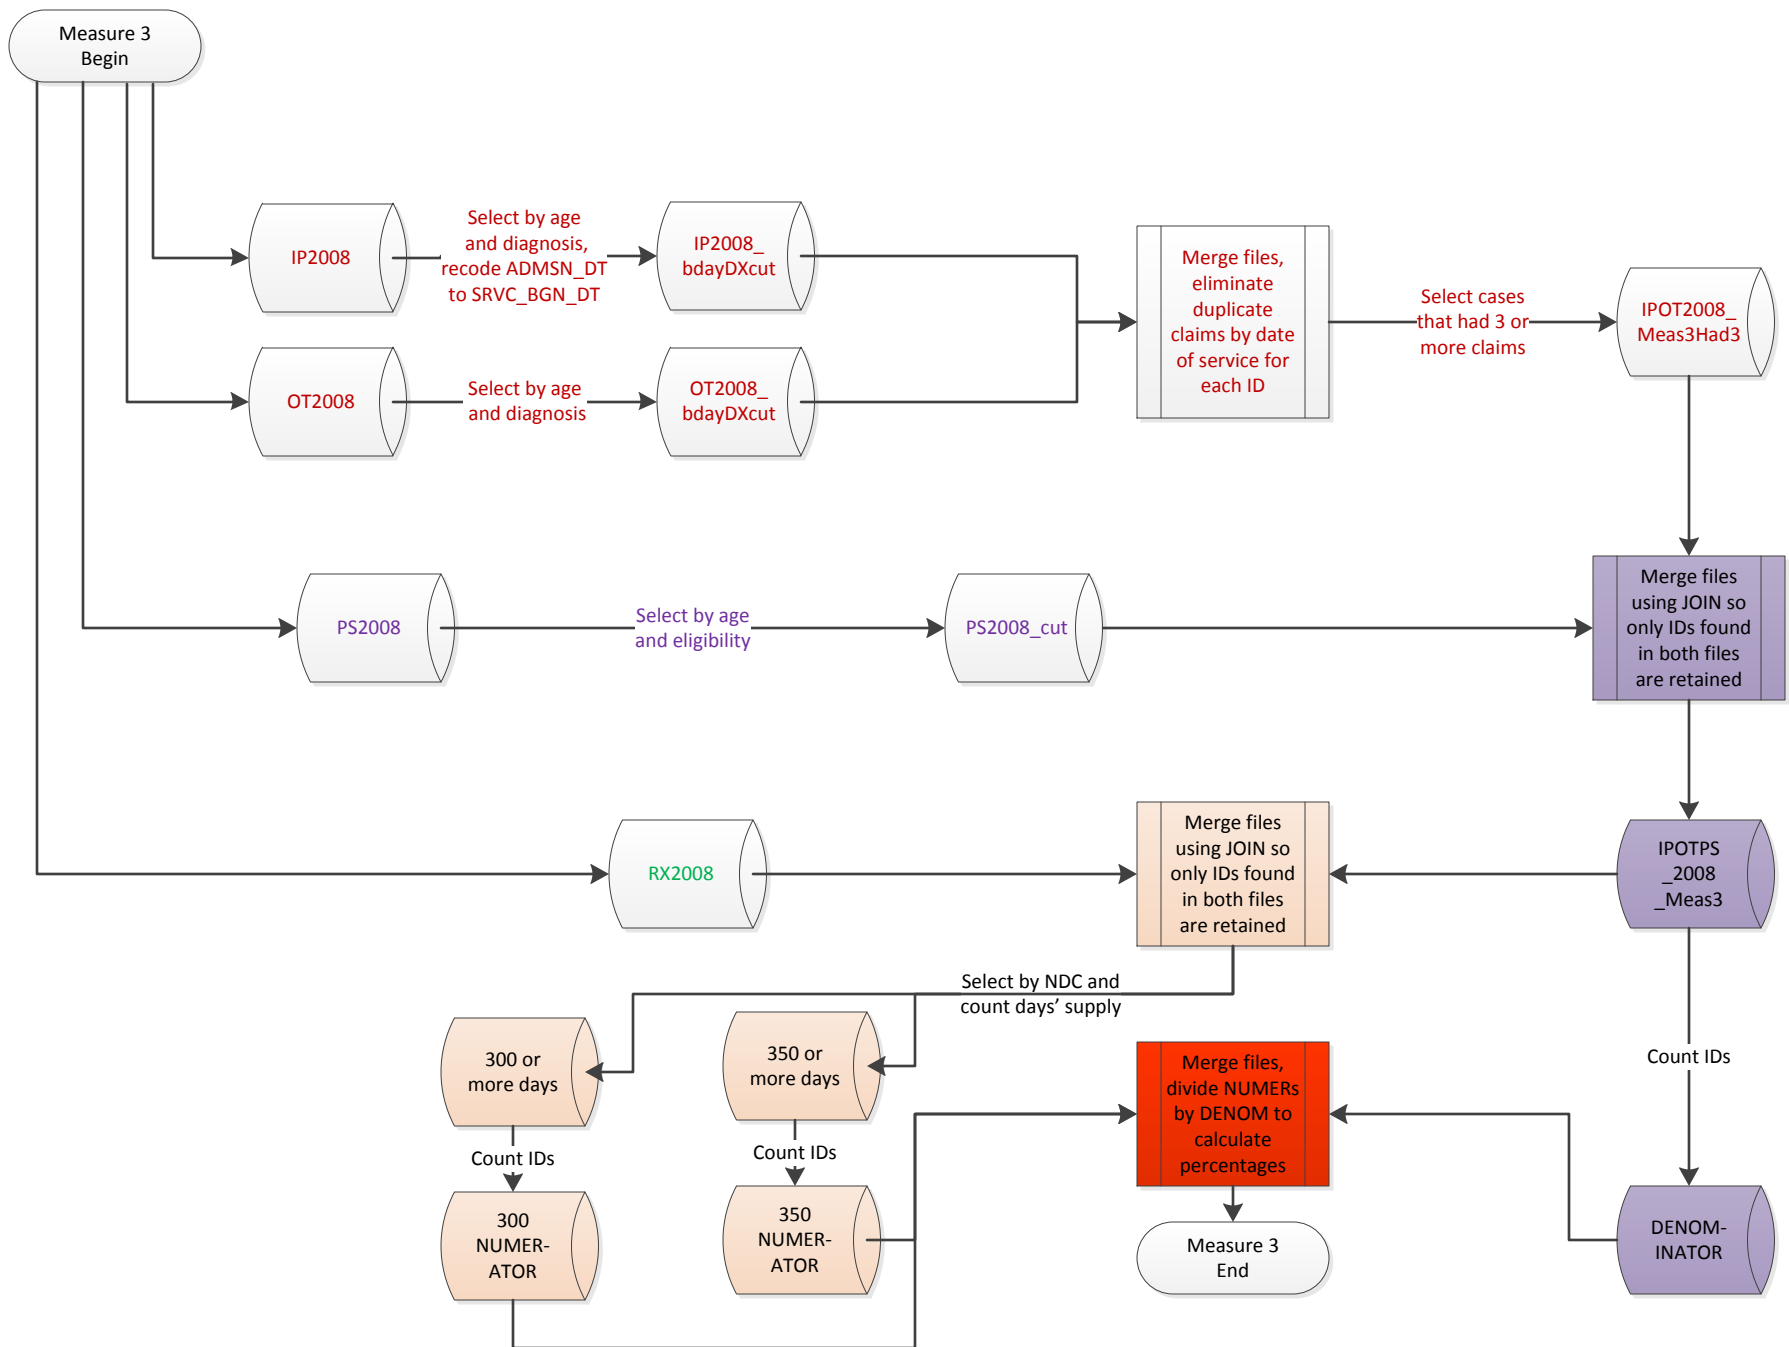 Measure 3
Begin
IP2008
Select by age
and diagnosis,
recode ADMSN_DT
to SRVC_BGN_DT
IP2008_
bdayDXcut
Merge files,
eliminate
duplicate
claims by date
of service for
each ID
Select cases
that had 3 or
more claims
IPOT2008_
Meas3Had3
OT2008
Select by age
and diagnosis
OT2008_
bdayDXcut
PS2008
Select by age
and eligibility
PS2008_cut
Merge files
using JOIN so
only IDs found
in both files
are retained
RX2008
Merge files
using JOIN so
only IDs found
in both files
are retained
IPOTPS
_2008
_Meas3
Select by NDC and
count days’ supply
300 or
more days
350 or
more days
Merge files,
divide NUMERs
by DENOM to
calculate
percentages
Count IDs
Count IDs
Count IDs
300
NUMER-
ATOR
350
NUMER-
ATOR
Measure 3
End
DENOM-
INATOR